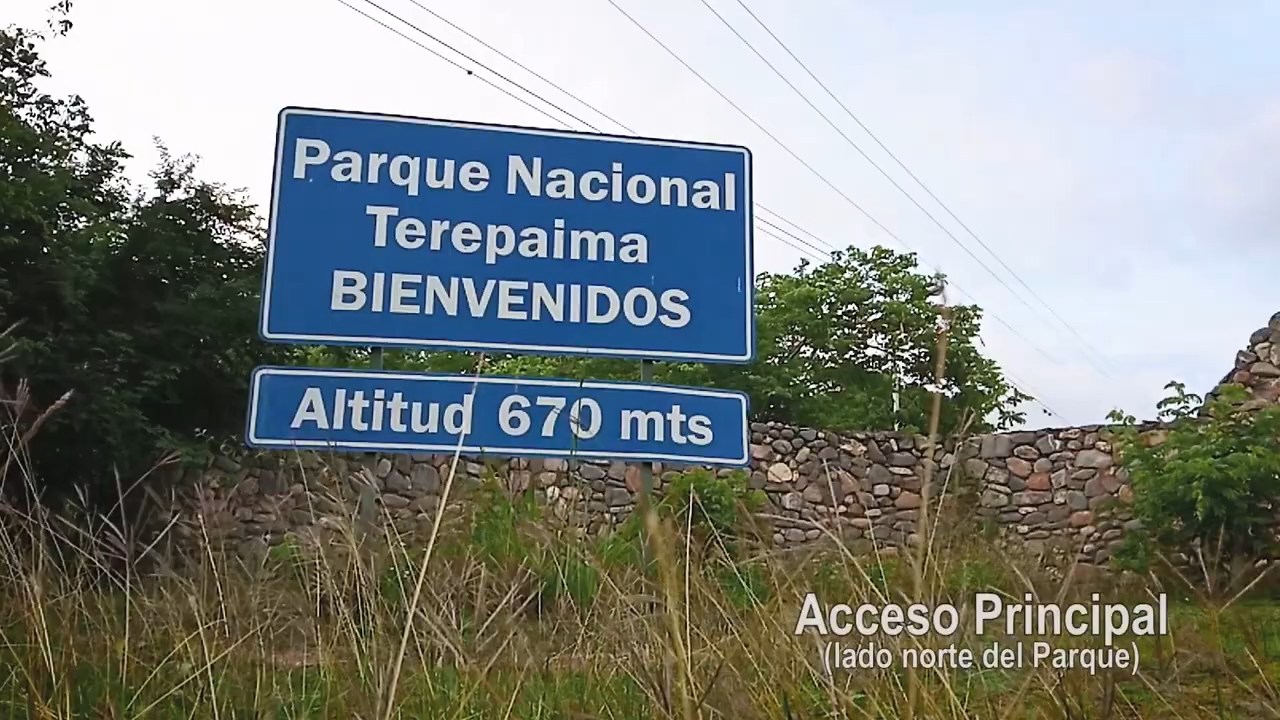 Parque Nacional
Terepaima
BIENVENIDOS
Altitud 670 mts
Acceso Principal
(lado norte del Parque)